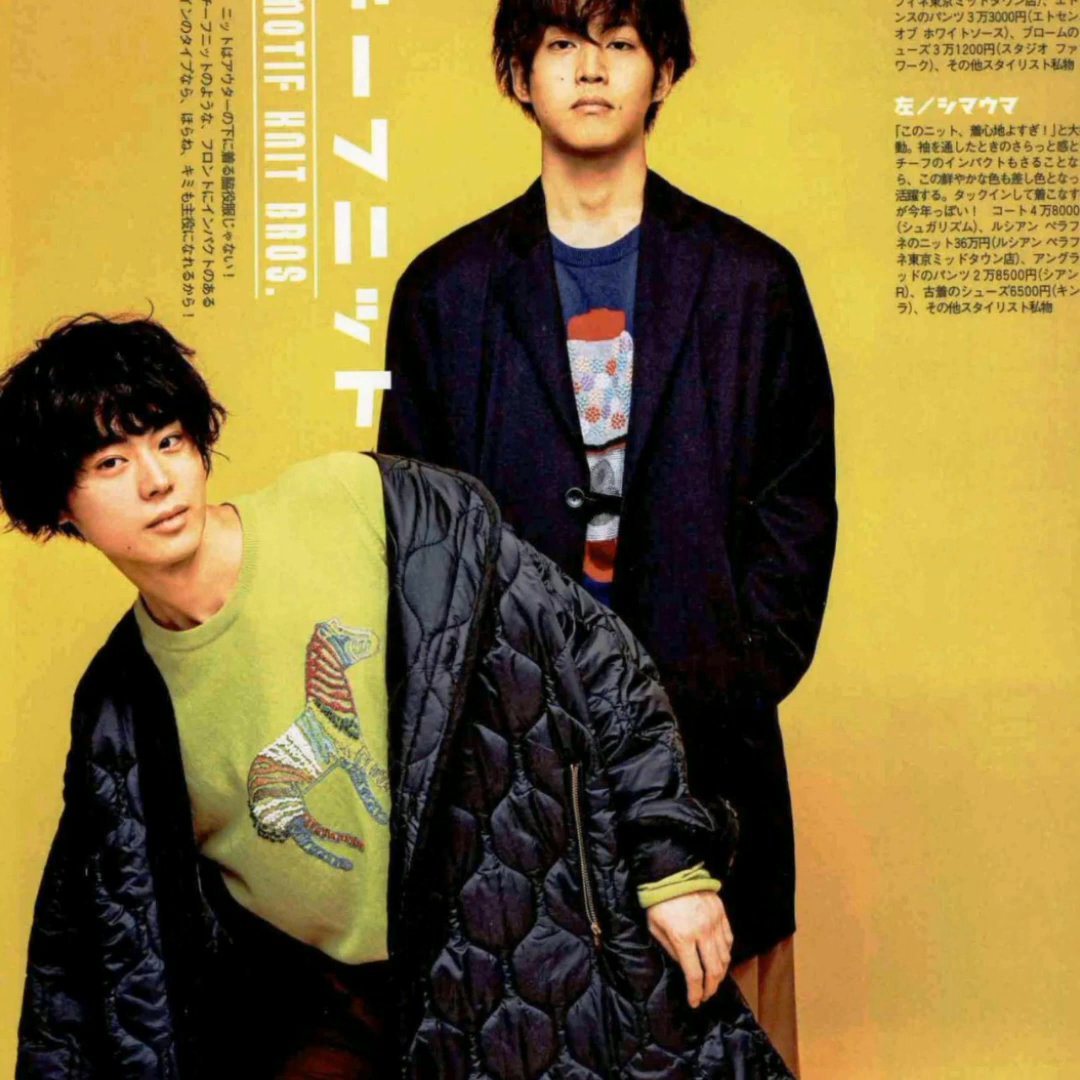 モチーフニット
MOTIF KNIT BROS.
ニットはアウターの下に着る脇役服じゃない!
チーフニットのような、フロントにインパクトのある
インのタイプなら、ほらね、キミも主役になれるから!
フィネ東京ミッドタウン店)、エト
ンスのパンツ3万3000円(エトセン
オブ ホワイトソース)、ブロームの
ューズ3万1200円(スタジオ ファ
ワーク)、その他スタイリスト私物
左/シマウマ
「このニット、着心地よすぎ!」と大
動。袖を通したときのさらっと感と
チーフのインパクトもさることな
ら、この鮮やかな色も差し色となっ
活躍する。タックインして着こなす
が今年っぽい! コート4万8000
(シュガリズム)、ルシアン ペラフ
ネのニット36万円(ルシアン ペラフ
ネ東京ミッドタウン店)、アングラ
ッドのパンツ2万8500円(シアン
R)、古着のシューズ6500円(キン
ラ)、その他スタイリスト私物